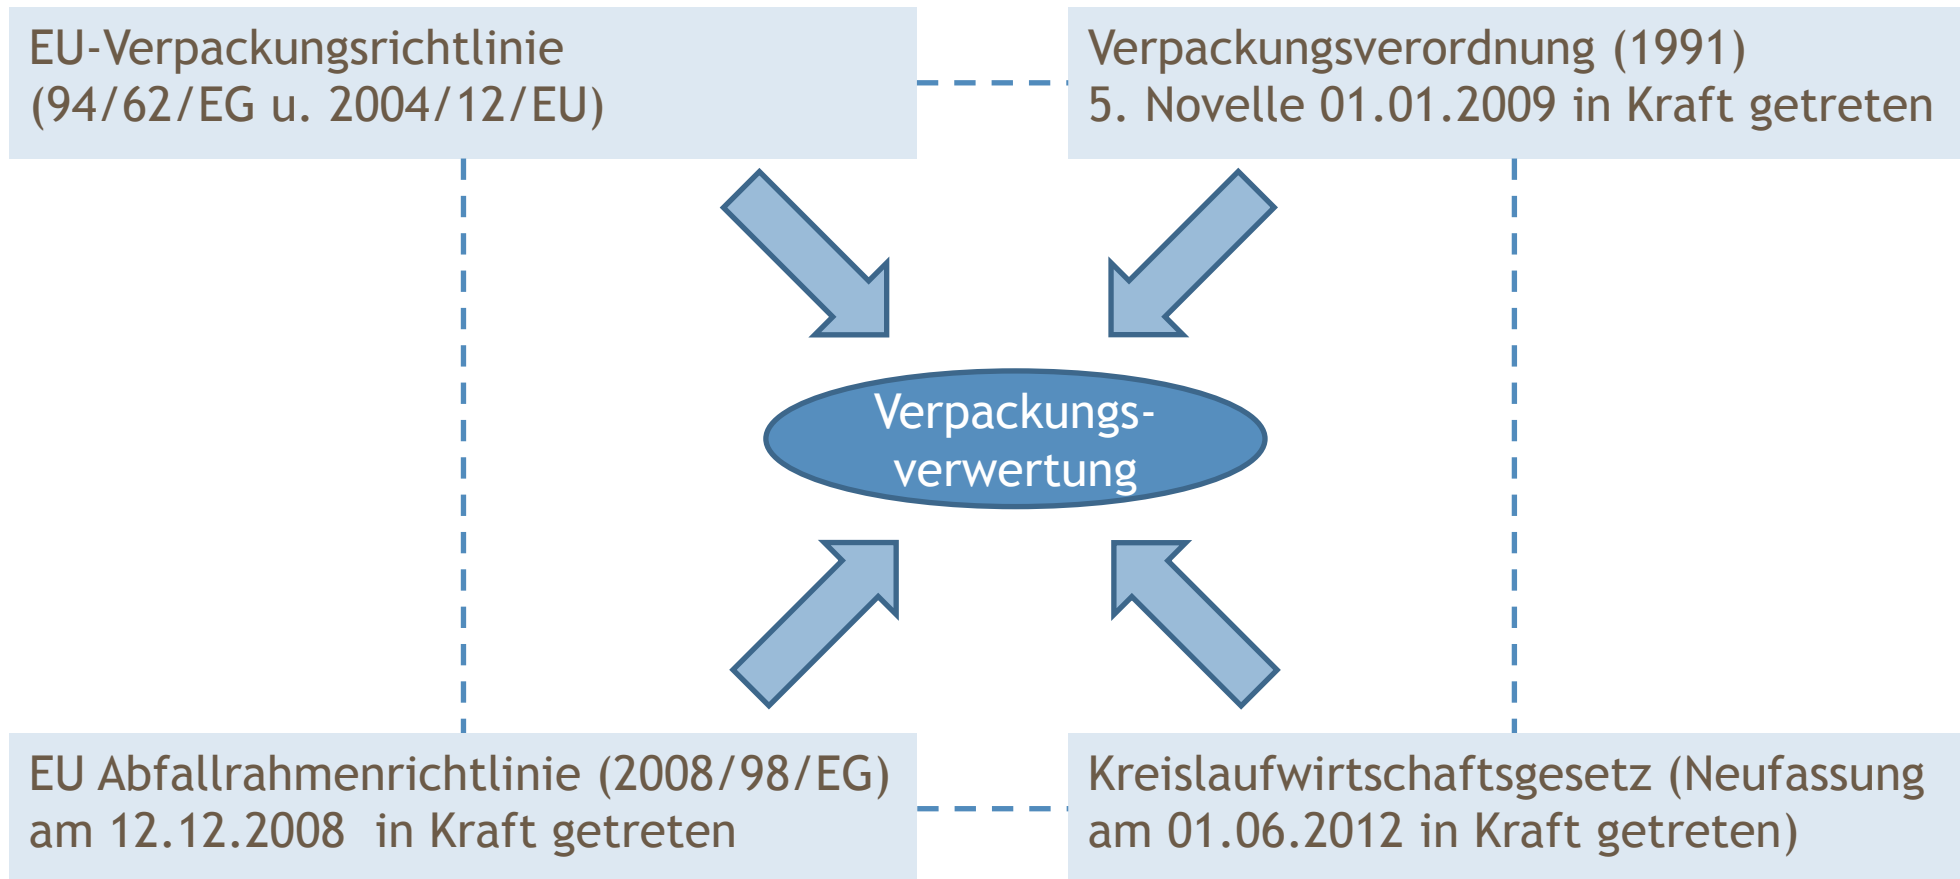 EU-Verpackungsrichtlinie
(94/62/EG u. 2004/12/EU)
Verpackungsverordnung (1991)
5. Novelle 01.01.2009 in Kraft getreten
Verpackungs-
verwertung
EU Abfallrahmenrichtlinie (2008/98/EG)
am 12.12.2008  in Kraft getreten
Kreislaufwirtschaftsgesetz (Neufassung
am 01.06.2012 in Kraft getreten)